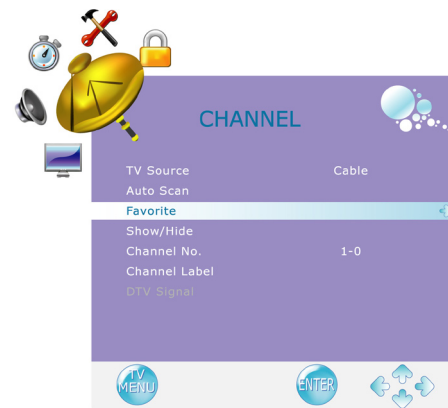 CHANNEL
TV Source Cable
Auto Scan
Favorite
Show/Hide
Channel No. 1-0
Channel Label
DTV Signal
TV
MENU
ENTER